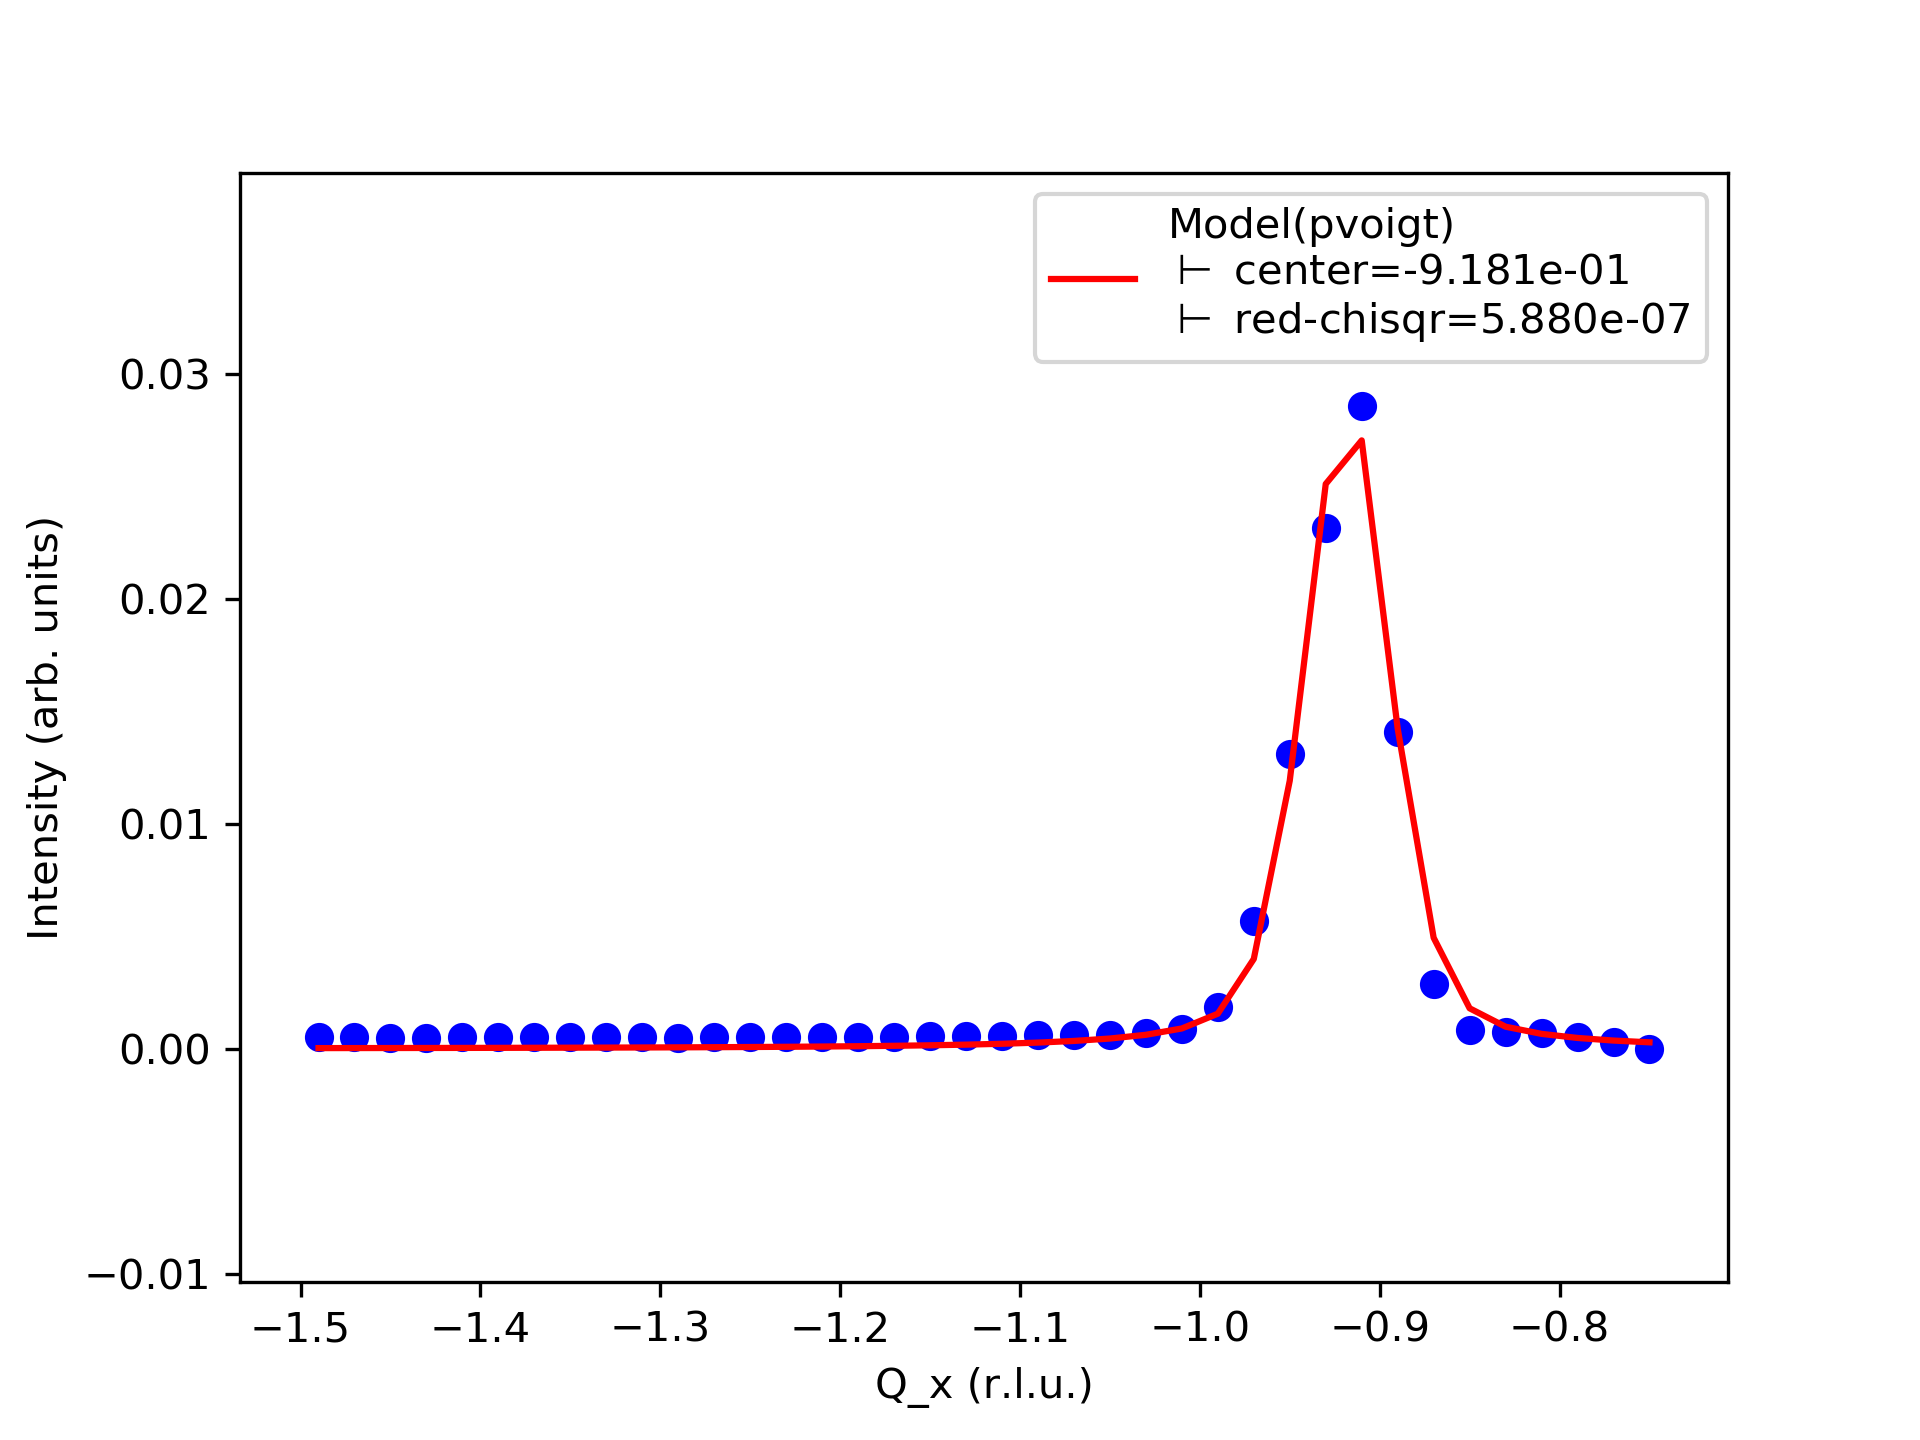 Model(pvoigt)
⊢ center=-9.181e-01
⊢ red-chisqr=5.880e-07
0.03
0.02
0.01
0.00
−0.01
Intensity (arb. units)
−1.5 −1.4 −1.3 −1.2 −1.1 −1.0 −0.9 −0.8
Q_x (r.l.u.)